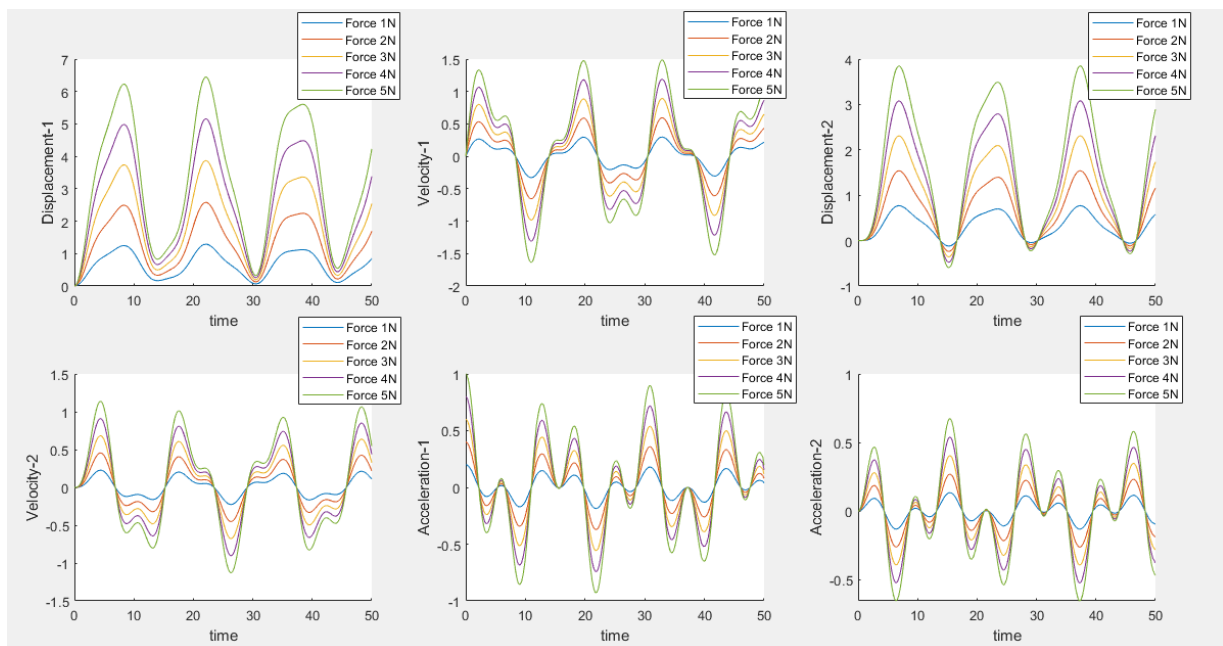 Force 1N
Force 2N
Force 3N
Force 4N
Force 5N
7
6
5
4
3
2
1
0
Displacement-1
0 10 20 30 40 50
time
Force 1N
Force 2N
Force 3N
Force 4N
Force 5N
1.5
1
0.5
0
-0.5
-1
-1.5
-2
Velocity-1
0 10 20 30 40 50
time
Force 1N
Force 2N
Force 3N
Force 4N
Force 5N
4
3
2
1
0
-1
Displacement-2
0 10 20 30 40 50
time
Force 1N
Force 2N
Force 3N
Force 4N
Force 5N
1.5
1
0.5
0
-0.5
-1
-1.5
Velocity-2
0 10 20 30 40 50
time
Force 1N
Force 2N
Force 3N
Force 4N
Force 5N
1
0.5
0
-0.5
-1
Acceleration-1
0 10 20 30 40 50
time
Force 1N
Force 2N
Force 3N
Force 4N
Force 5N
1
0.5
0
-0.5
Acceleration-2
0 10 20 30 40 50
time